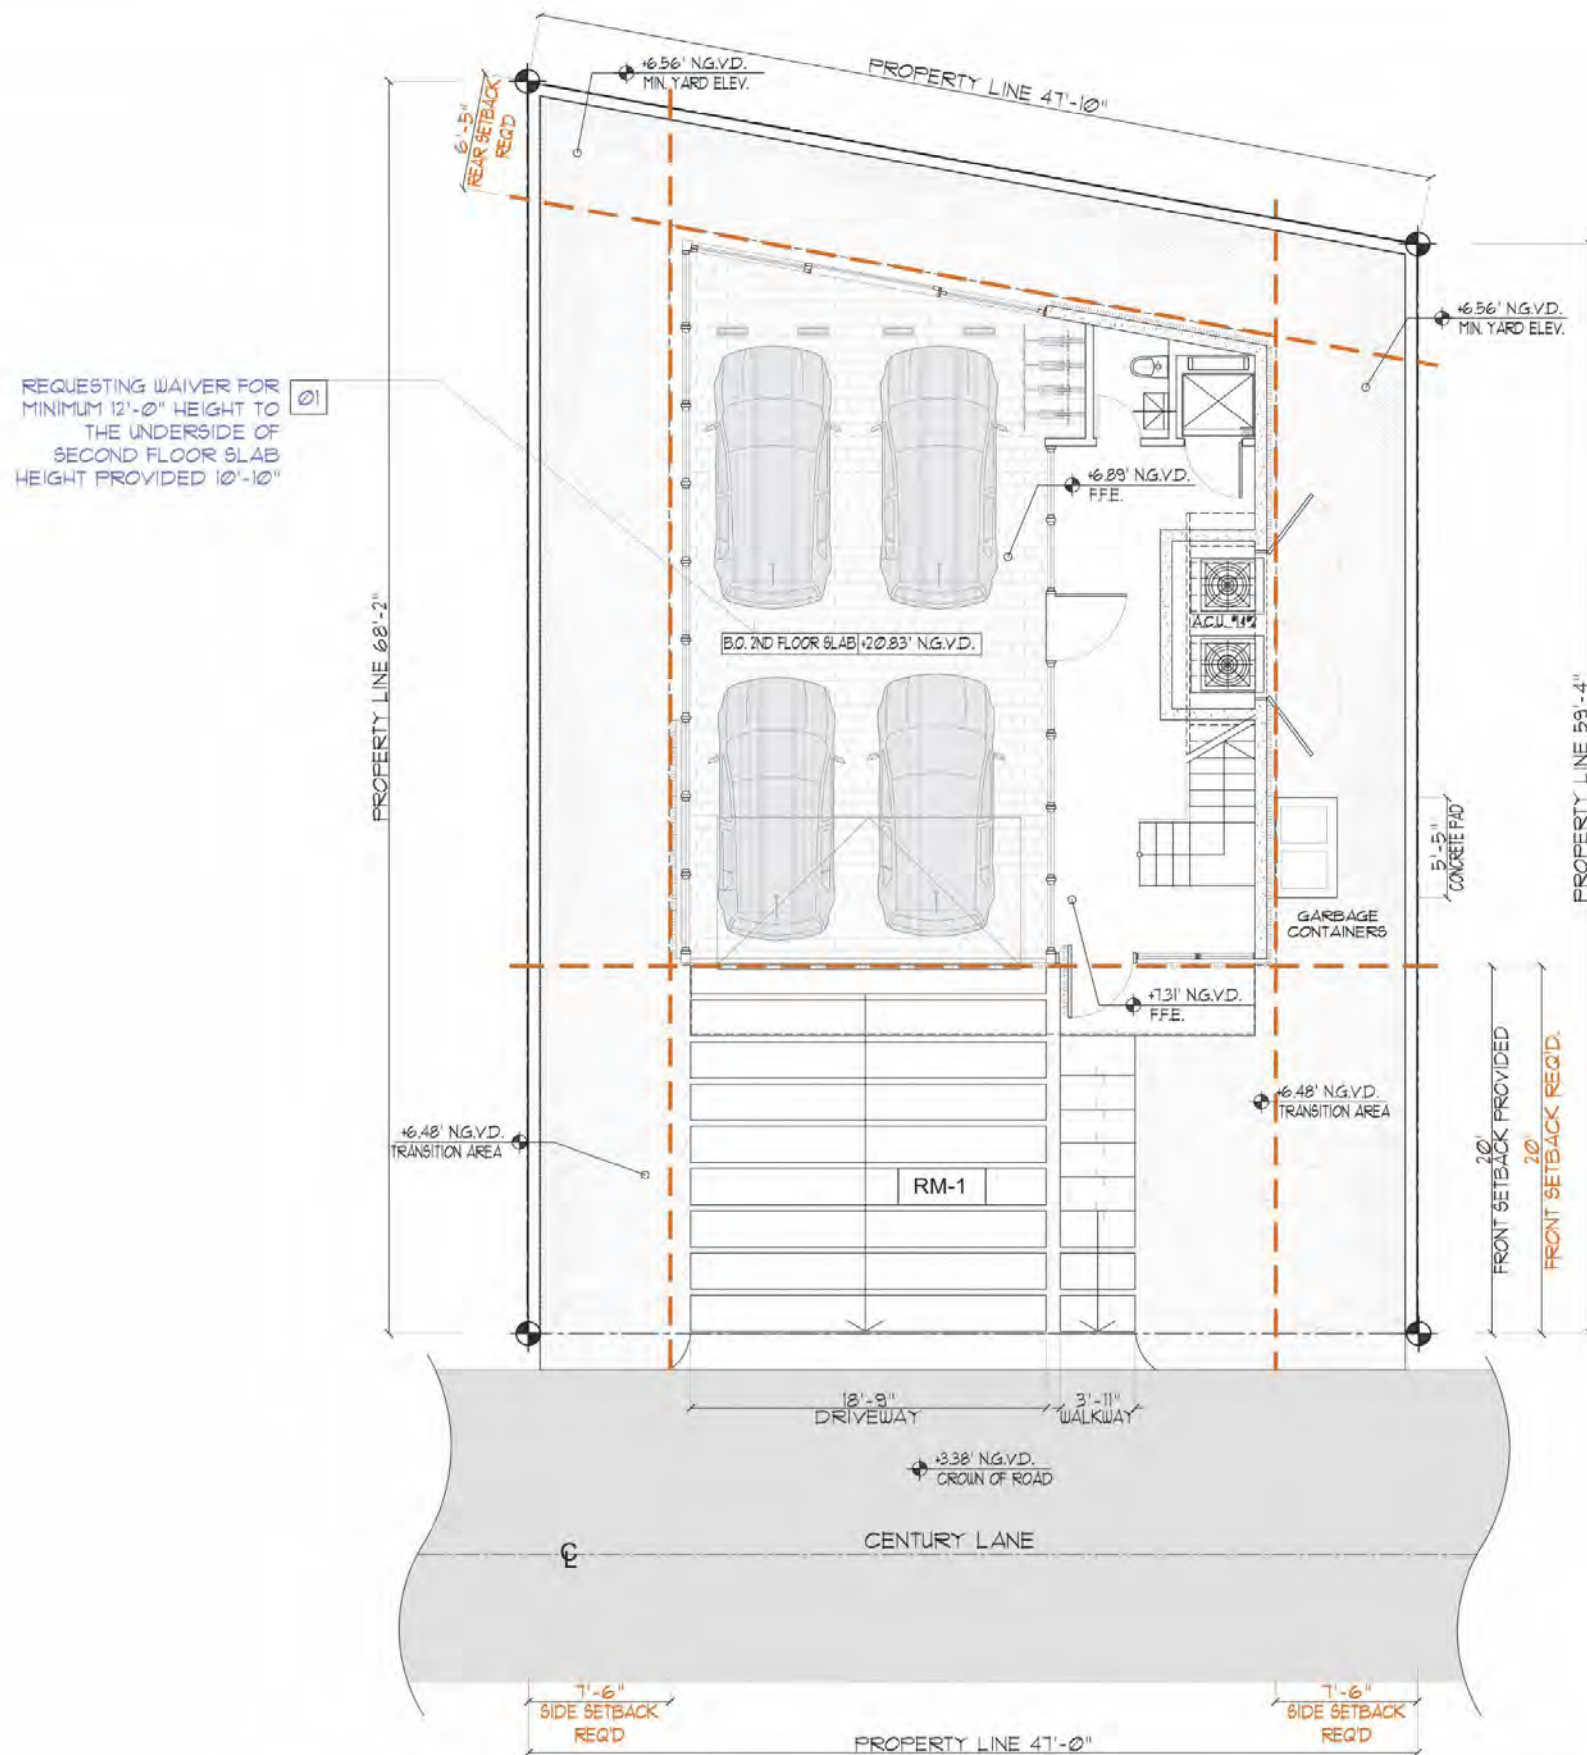 +6.56' N.G.V.D.
MIN. YARD ELEV.
PROPERTY LINE 47'-10"
6'-5"
REAR SETBACK
REQ'D
+6.56' N.G.V.D.
MIN. YARD ELEV.
REQUESTING WAIVER FOR
MINIMUM 12'-0" HEIGHT TO
THE UNDERSIDE OF
SECOND FLOOR SLAB
HEIGHT PROVIDED 10'-10"
01
+6.89' N.G.V.D.
F.F.E.
A.C.U.
B.O. 2ND FLOOR SLAB +20.83' N.G.V.D.
PROPERTY LINE 68'-2"
PROPERTY LINE 59'-4"
5'-5"
CONCRETE PAD
GARBAGE
CONTAINERS
+7.31' N.G.V.D.
F.F.E.
+6.48' N.G.V.D.
TRANSITION AREA
+6.48' N.G.V.D.
TRANSITION AREA
20'
FRONT SETBACK PROVIDED
20'
FRONT SETBACK REQ'D.
RM-1
18'-9"
DRIVEWAY
3'-11"
WALKWAY
+3.38' N.G.V.D.
CROWN OF ROAD
CENTURY LANE
CL
7'-6"
SIDE SETBACK
REQ'D
7'-6"
SIDE SETBACK
REQ'D
PROPERTY LINE 47'-0"